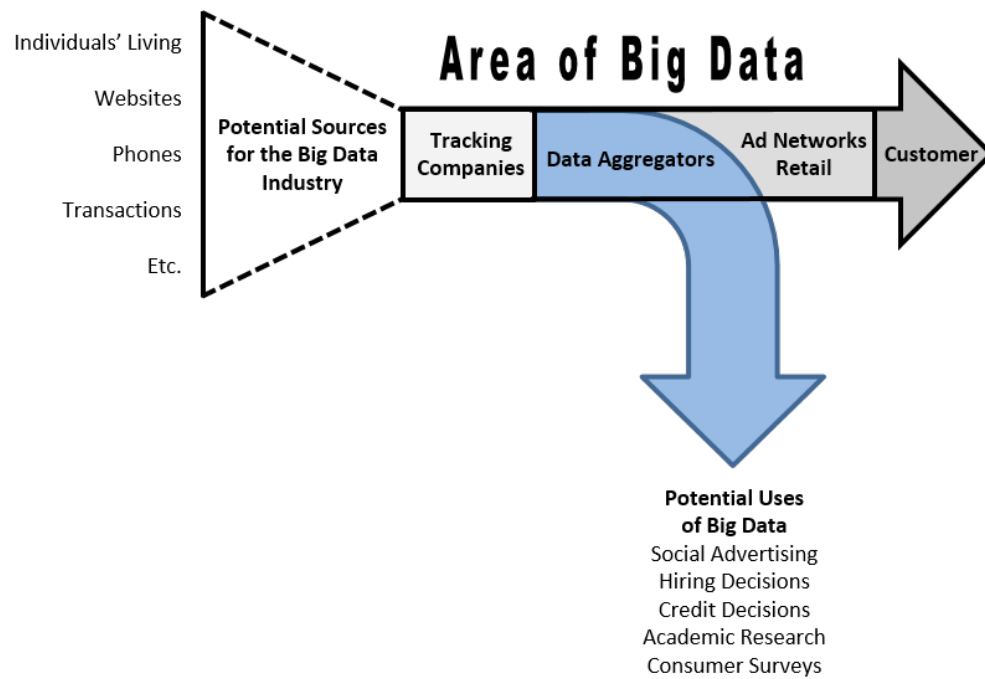 Area of Big Data
Individuals’ Living
Websites
Phones
Transactions
Etc.
Potential Sources
for the Big Data
Industry
Tracking
Companies
Data Aggregators
Ad Networks
Retail
Customer
Potential Uses
of Big Data
Social Advertising
Hiring Decisions
Credit Decisions
Academic Research
Consumer Surveys